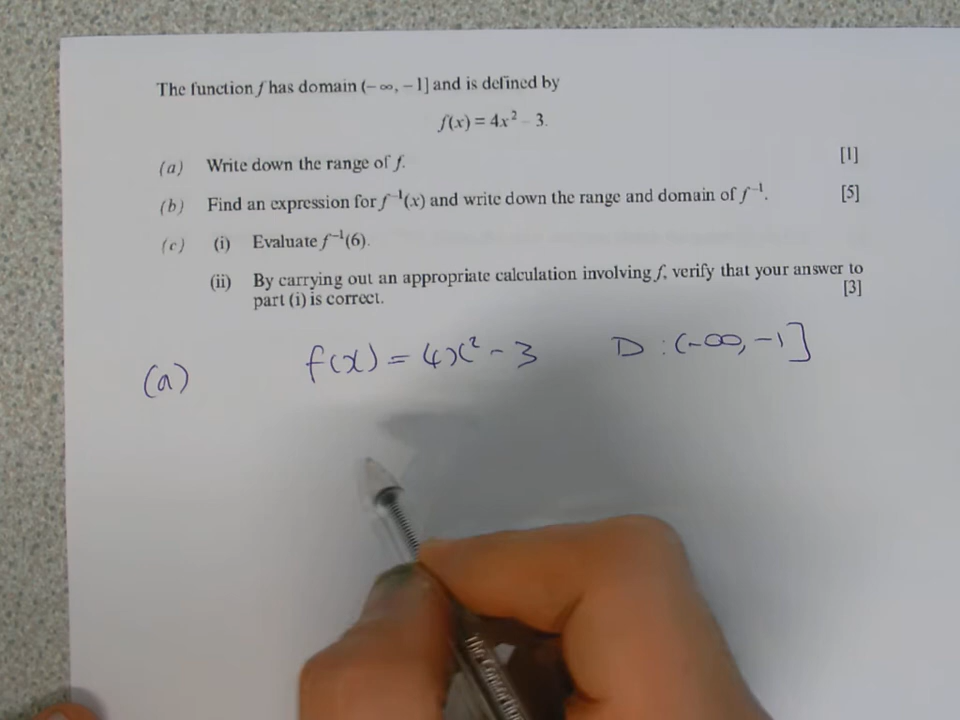 The function f has domain (−∞, −1] and is defined by
f(x) = 4x² − 3.
(a) Write down the range of f. [1]
(b) Find an expression for f⁻¹(x) and write down the range and domain of f⁻¹. [5]
(c) (i) Evaluate f⁻¹(6).
(ii) By carrying out an appropriate calculation involving f, verify that your answer to
part (i) is correct. [3]
(a) f(x) = 4x² − 3 D : (−∞, −1]